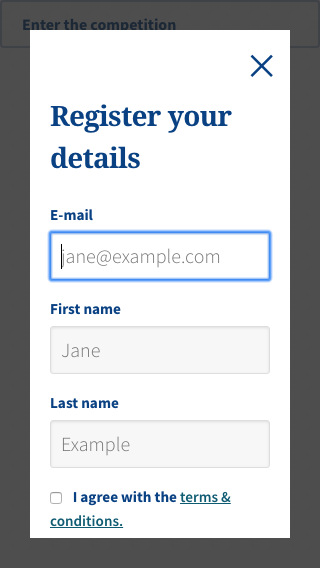 Enter the competition
Register your
details
E-mail
jane@example.com
First name
Jane
Last name
Example
I agree with the terms &
conditions.